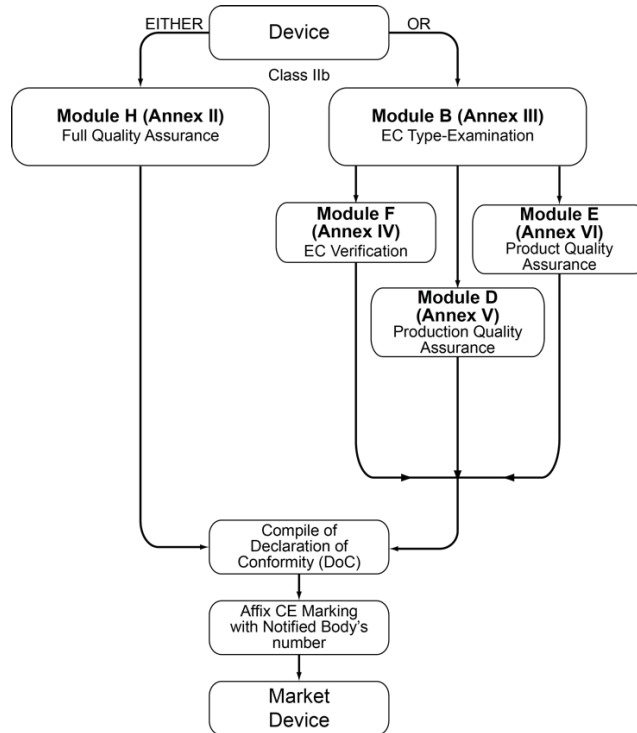 EITHER
Device
OR
Class IIb
Module H (Annex II)
Full Quality Assurance
Module B (Annex III)
EC Type-Examination
Module F
(Annex IV)
EC Verification
Module E
(Annex VI)
Product Quality
Assurance
Module D
(Annex V)
Production Quality
Assurance
Compile of
Declaration of
Conformity (DoC)
Affix CE Marking
with Notified Body's
number
Market
Device